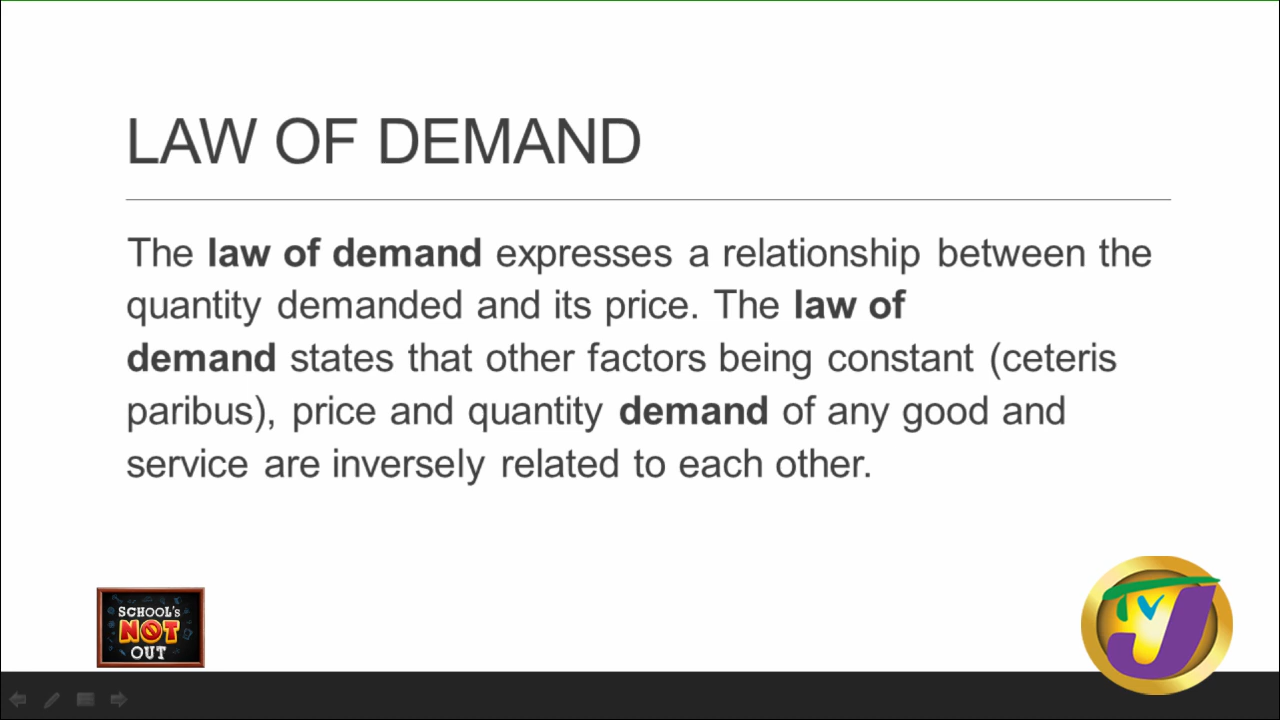 LAW OF DEMAND
The law of demand expresses a relationship between the
quantity demanded and its price. The law of
demand states that other factors being constant (ceteris
paribus), price and quantity demand of any good and
service are inversely related to each other.
SCHOOL's
NOT
OUT
TVJ